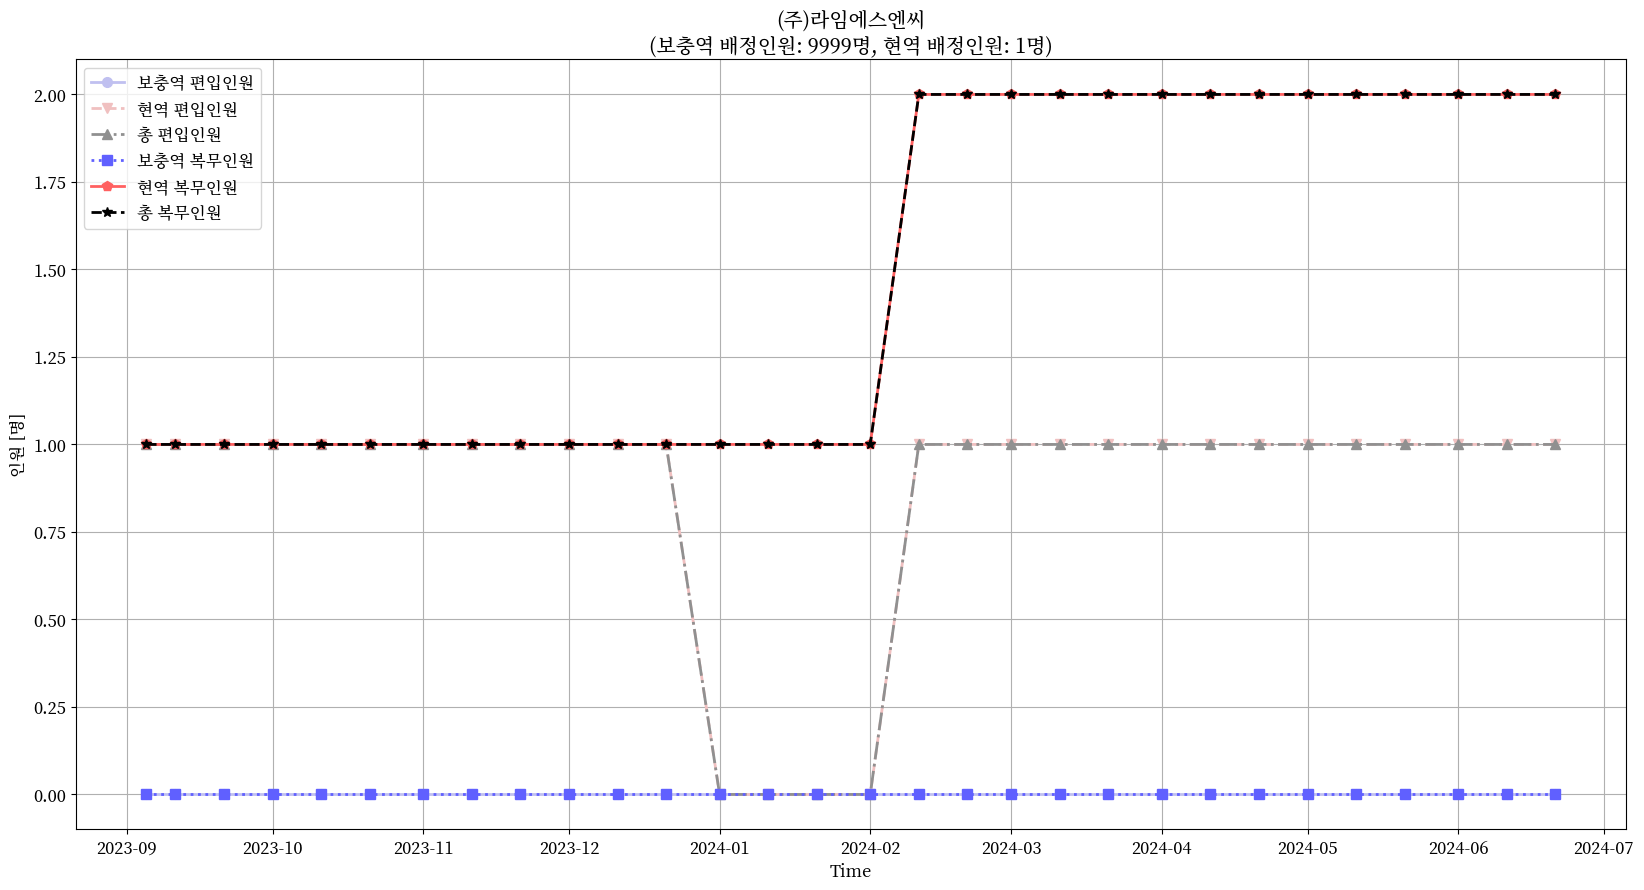 (주)라임에스엔씨
(보충역 배정인원: 9999명, 현역 배정인원: 1명)
보충역 편입인원
현역 편입인원
총 편입인원
보충역 복무인원
현역 복무인원
총 복무인원
2.00
1.75
1.50
1.25
1.00
0.75
0.50
0.25
0.00
인원 [명]
2023-09 2023-10 2023-11 2023-12 2024-01 2024-02 2024-03 2024-04 2024-05 2024-06 2024-07
Time